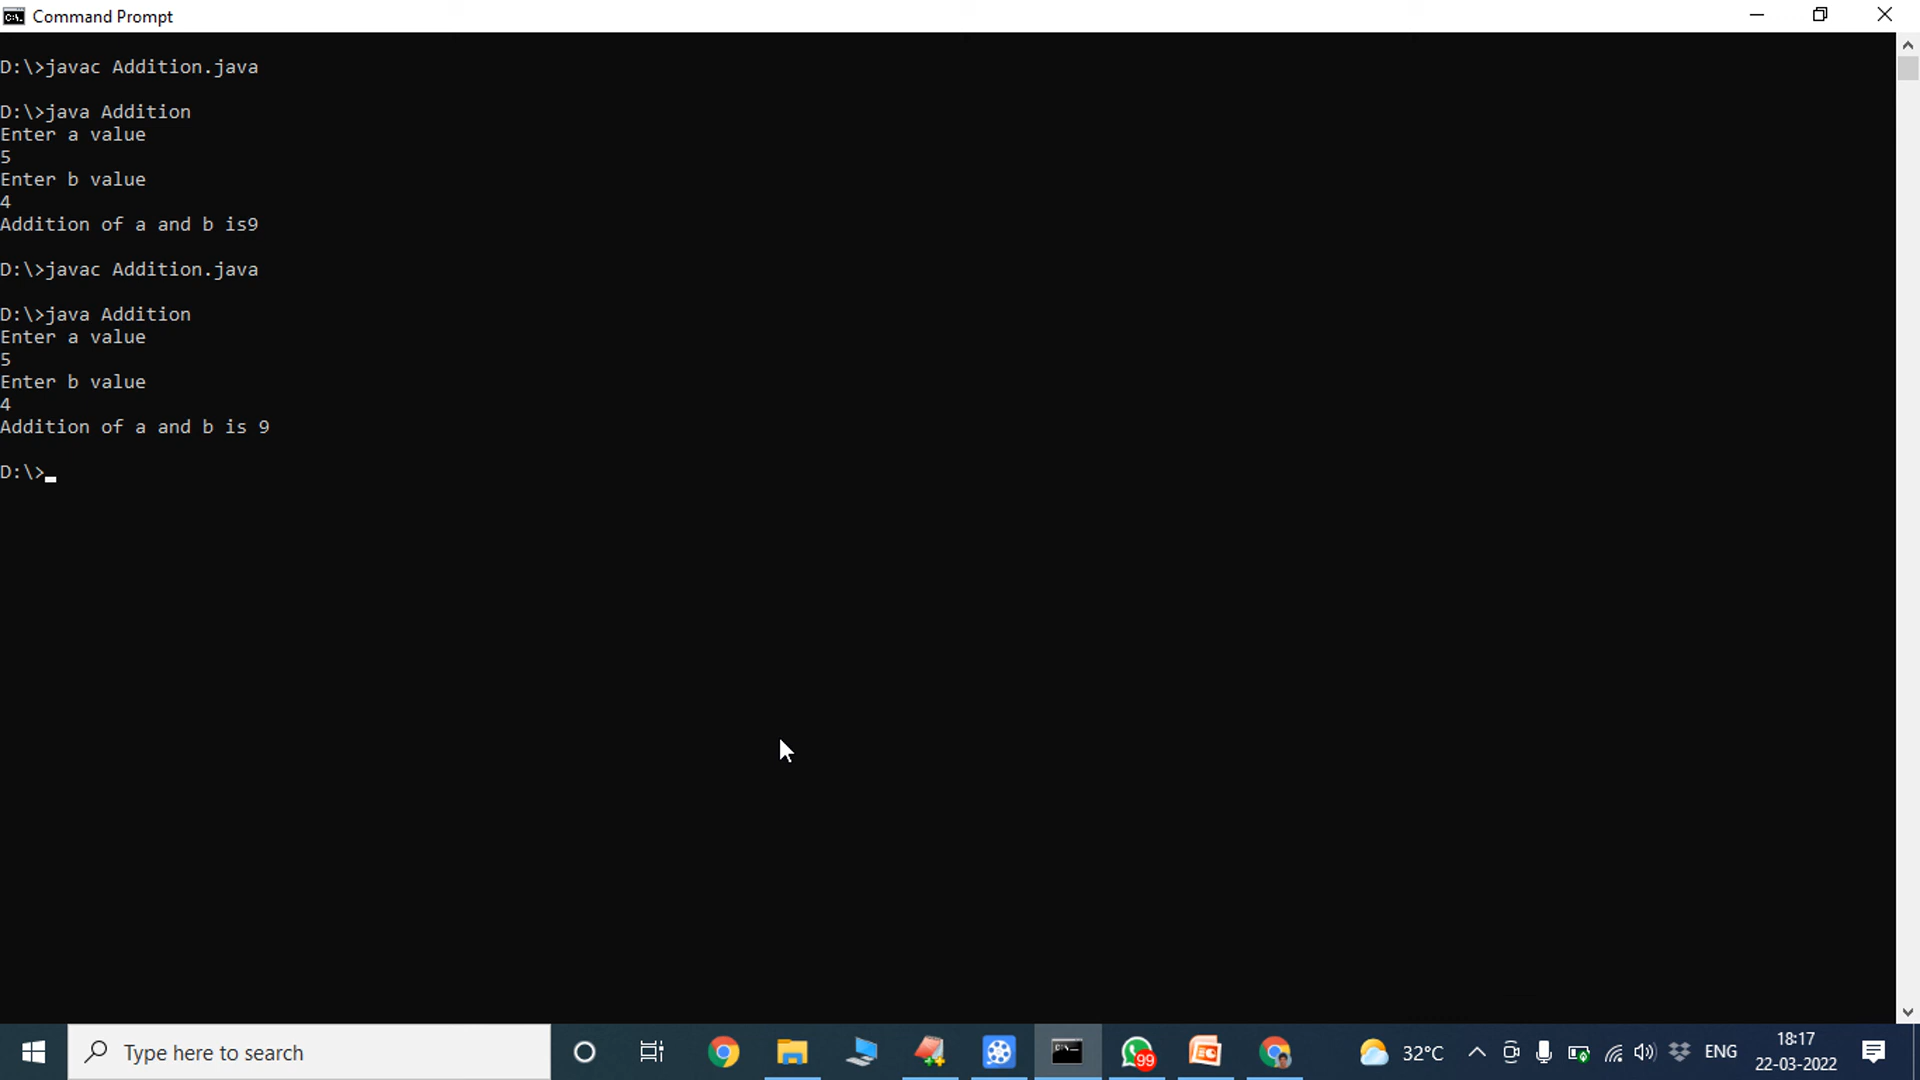 Command Prompt
D:\>javac Addition.java
D:\>java Addition
Enter a value
5
Enter b value
4
Addition of a and b is9
D:\>javac Addition.java
D:\>java Addition
Enter a value
5
Enter b value
4
Addition of a and b is 9
D:\>
Type here to search
99
32°C
ENG
18:17
22-03-2022